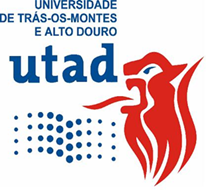 UNIVERSIDADE
DE TRÁS-OS-MONTES
E ALTO DOURO
utad